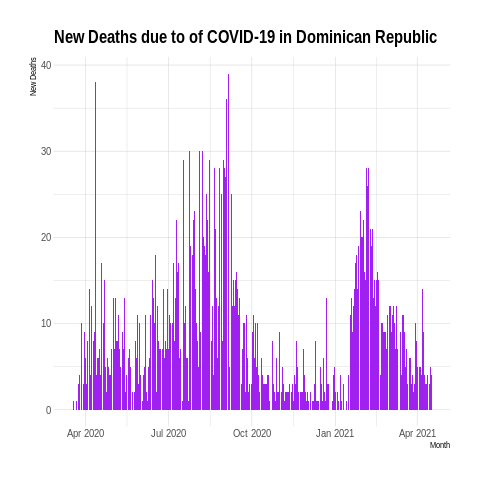 New Deaths due to of COVID-19 in Dominican Republic
New Deaths
40
30
20
10
0
Apr 2020 Jul 2020 Oct 2020 Jan 2021 Apr 2021
Month